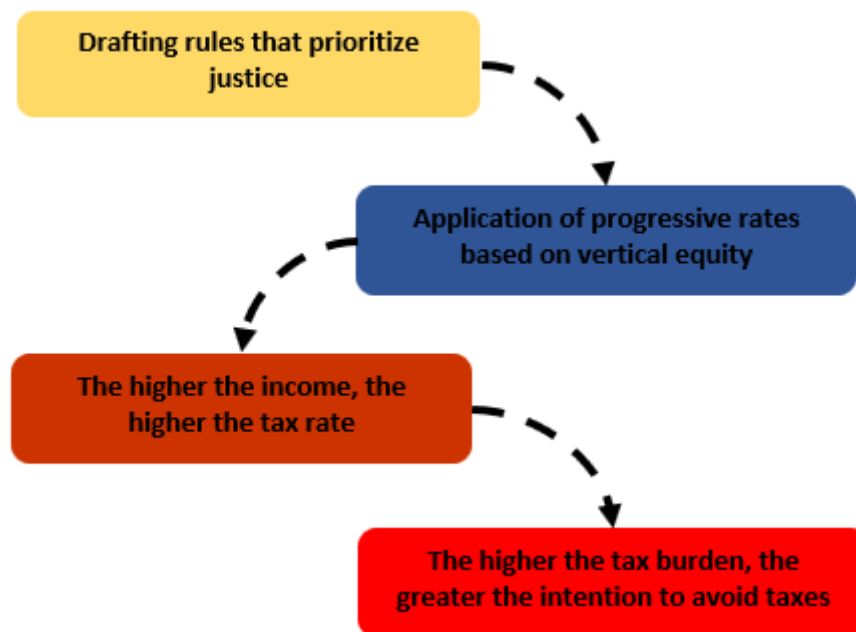 Drafting rules that prioritize
justice
Application of progressive rates
based on vertical equity
The higher the income, the
higher the tax rate
The higher the tax burden, the
greater the intention to avoid taxes